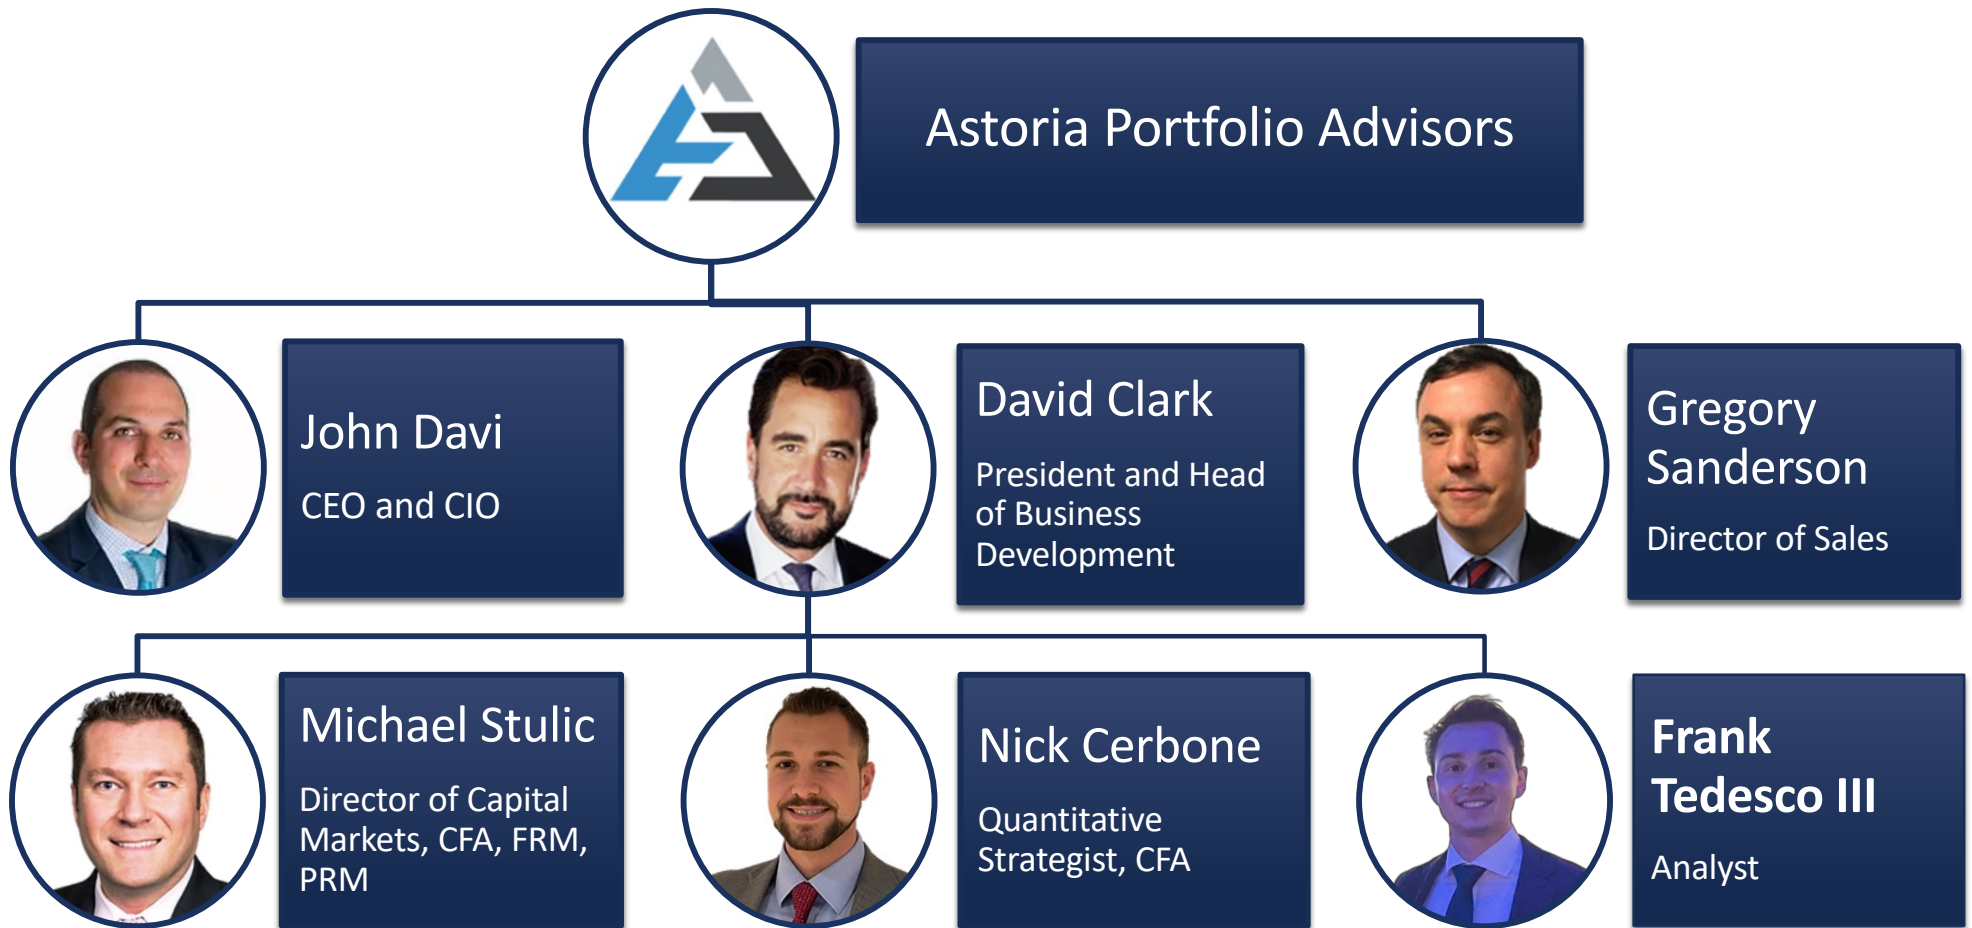 Astoria Portfolio Advisors
John Davi
CEO and CIO
David Clark
President and Head
of Business
Development
Gregory
Sanderson
Director of Sales
Michael Stulic
Director of Capital
Markets, CFA, FRM,
PRM
Nick Cerbone
Quantitative
Strategist, CFA
Frank
Tedesco III
Analyst